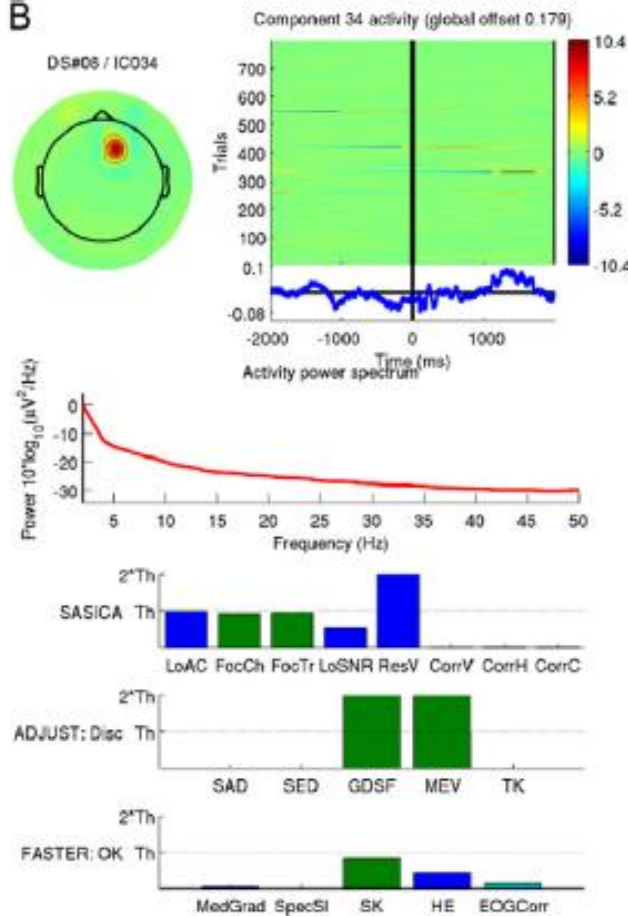 B
Component 34 activity (global offset 0.179)
DS#08 / IC034
Trials
700
600
500
400
300
200
100
0.1
-0.08
-2000 -1000 0 1000
Time (ms)
10.4
5.2
0
-5.2
-10.4
Activity power spectrum
Power 10*log10(μV²/Hz)
0
-10
-20
-30
5 10 15 20 25 30 35 40 45 50
Frequency (Hz)
2*Th
SASICA Th
LoAC FocCh FocTr LoSNR ResV CorrV CorrH CorrC
2*Th
ADJUST: Disc Th
SAD SED GDSF MEV TK
2*Th
FASTER: OK Th
MedGrad SpecSl SK HE EOGCorr